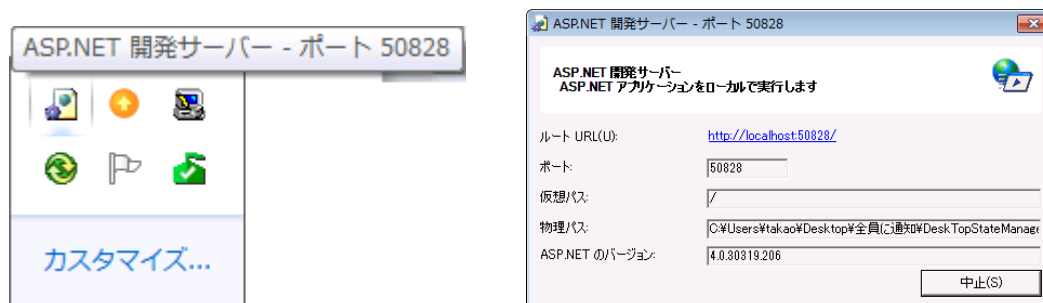 ASP.NET 開発サーバー - ポート 50828
カスタマイズ...
ASP.NET 開発サーバー - ポート 50828
ASP.NET 開発サーバー
ASP.NET アプリケーションをローカルで実行します
ルート URL(U): http://localhost:50828/
ポート: 50828
仮想パス: /
物理パス: C:¥Users¥takao¥Desktop¥全員に通知¥DeskTopStateManage
ASP.NET のバージョン: 4.0.30319.206
中止(S)